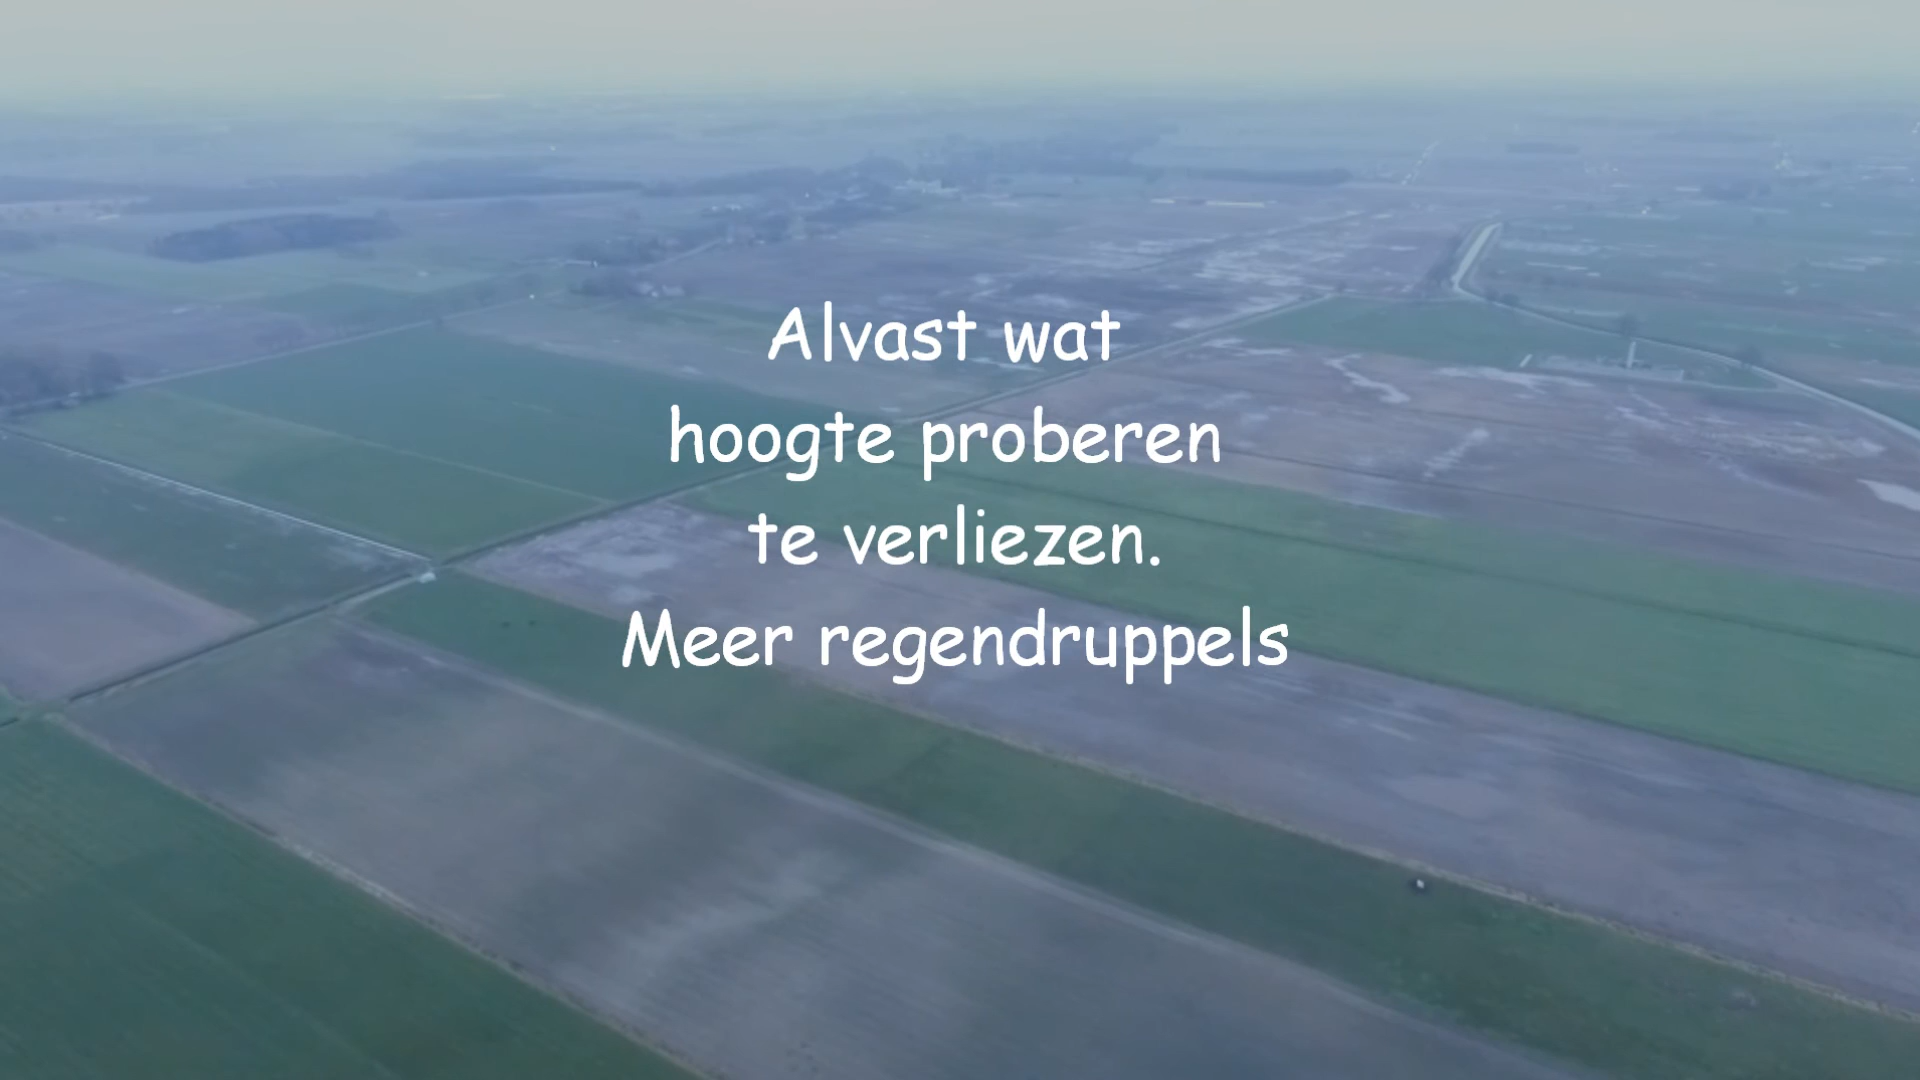 Alvast wat
hoogte proberen
te verliezen.
Meer regendruppels